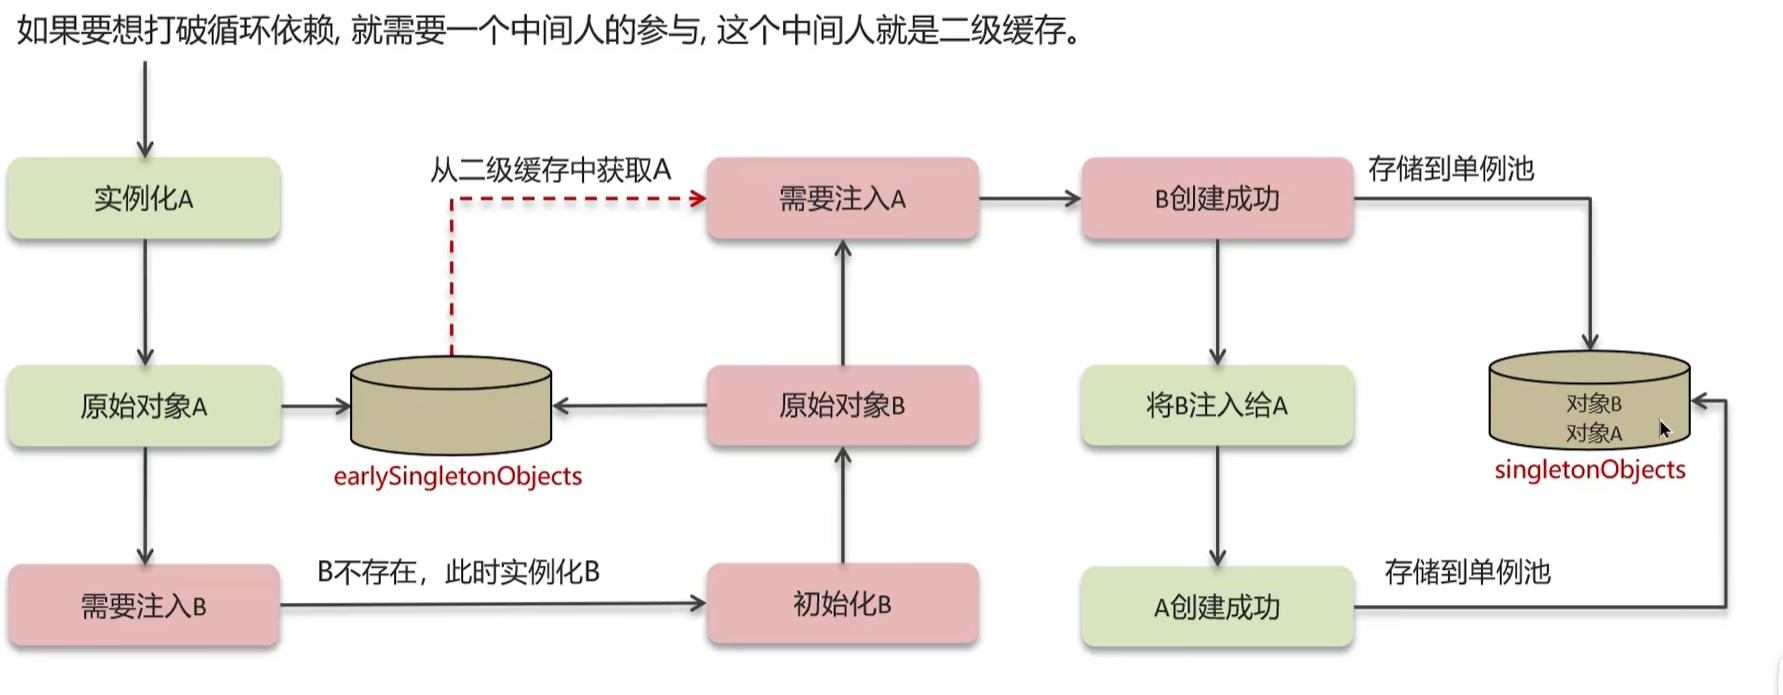 如果要想打破循环依赖, 就需要一个中间人的参与, 这个中间人就是二级缓存。
实例化A
从二级缓存中获取A
需要注入A
B创建成功
存储到单例池
原始对象A
earlySingletonObjects
原始对象B
将B注入给A
对象B
对象A
singletonObjects
需要注入B
B不存在，此时实例化B
初始化B
A创建成功
存储到单例池